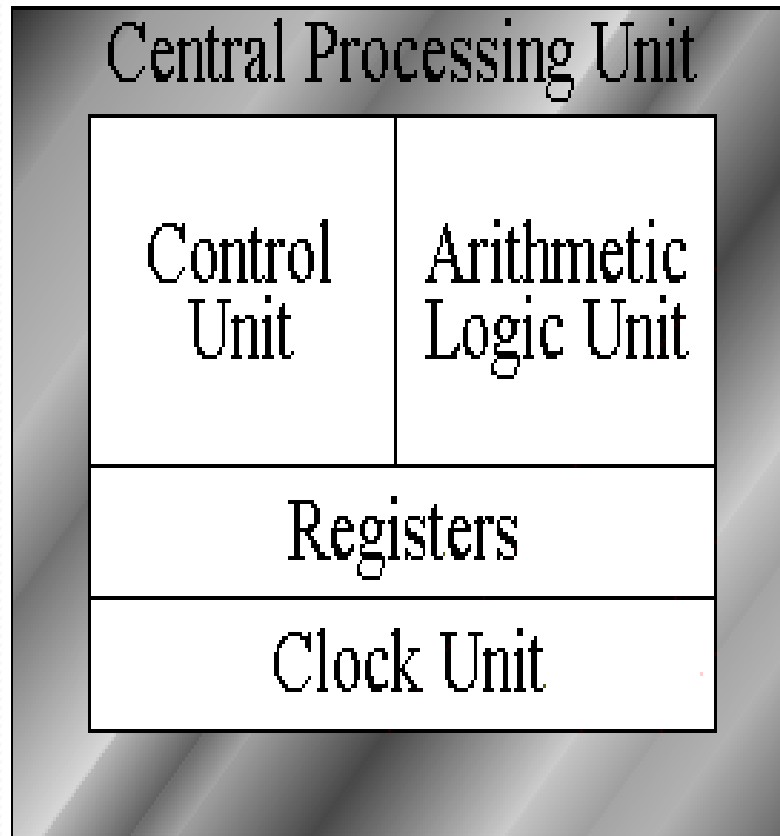 Central Processing Unit
Control
Unit
Arithmetic
Logic Unit
Registers
Clock Unit